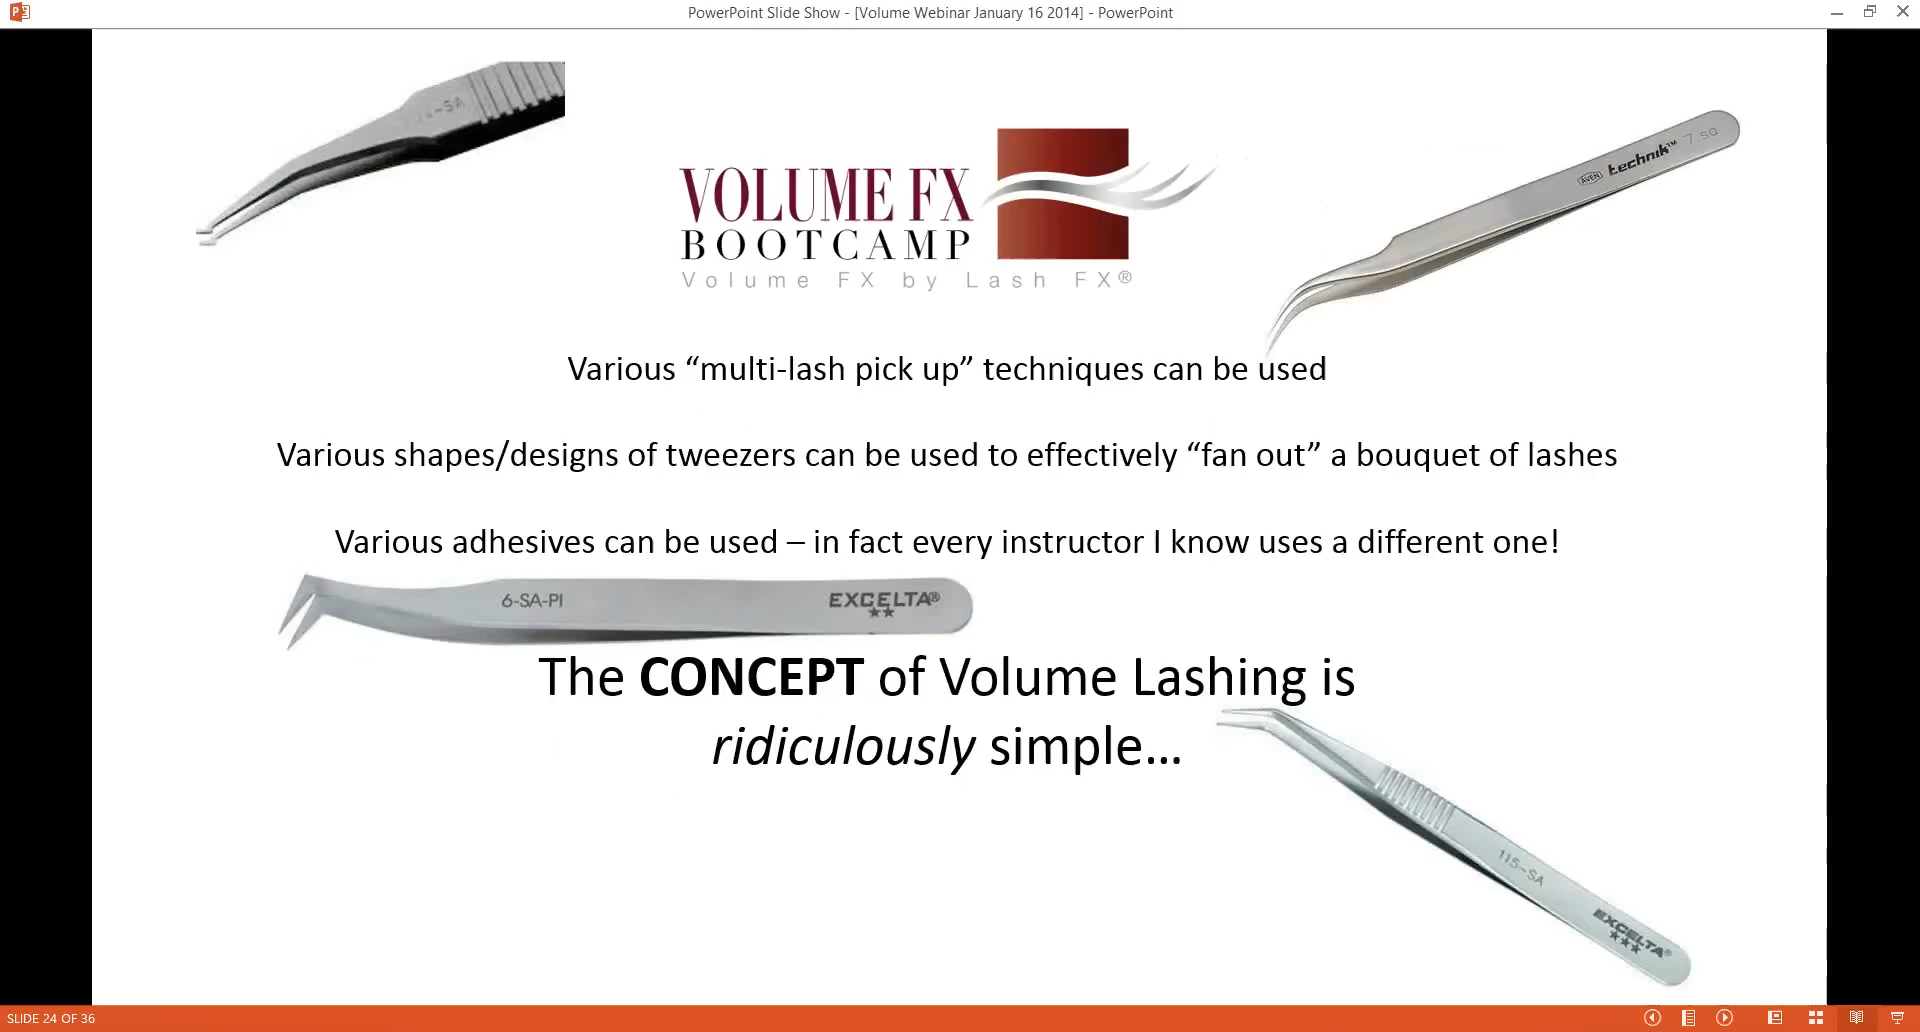 PowerPoint Slide Show - [Volume Webinar January 16 2014] - PowerPoint
-SA
AVEN technik™ 7.sa
VOLUME FX
BOOTCAMP
Volume FX by Lash FX®
Various “multi-lash pick up” techniques can be used
Various shapes/designs of tweezers can be used to effectively “fan out” a bouquet of lashes
Various adhesives can be used – in fact every instructor I know uses a different one!
6-SA-PI
EXCELTA®
The CONCEPT of Volume Lashing is
ridiculously simple...
115-SA
EXCELTA®
SLIDE 24 OF 36